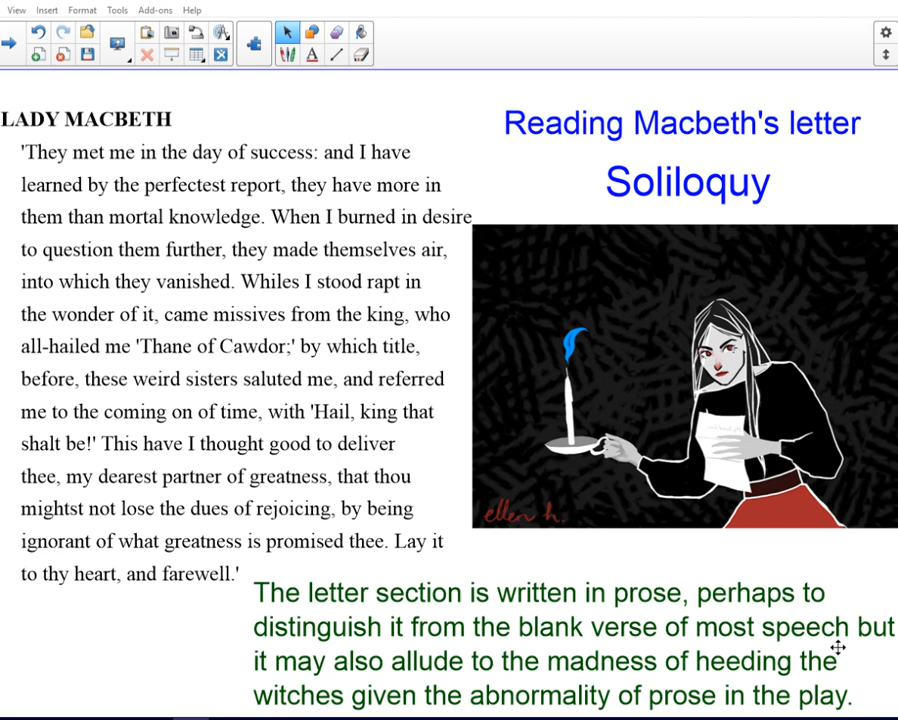 View Insert Format Tools Add-ons Help
LADY MACBETH
'They met me in the day of success: and I have
learned by the perfectest report, they have more in
them than mortal knowledge. When I burned in desire
to question them further, they made themselves air,
into which they vanished. Whiles I stood rapt in
the wonder of it, came missives from the king, who
all-hailed me 'Thane of Cawdor;' by which title,
before, these weird sisters saluted me, and referred
me to the coming on of time, with 'Hail, king that
shalt be!' This have I thought good to deliver
thee, my dearest partner of greatness, that thou
mightst not lose the dues of rejoicing, by being
ignorant of what greatness is promised thee. Lay it
to thy heart, and farewell.'
Reading Macbeth's letter
Soliloquy
ellen h.
The letter section is written in prose, perhaps to
distinguish it from the blank verse of most speech but
it may also allude to the madness of heeding the
witches given the abnormality of prose in the play.